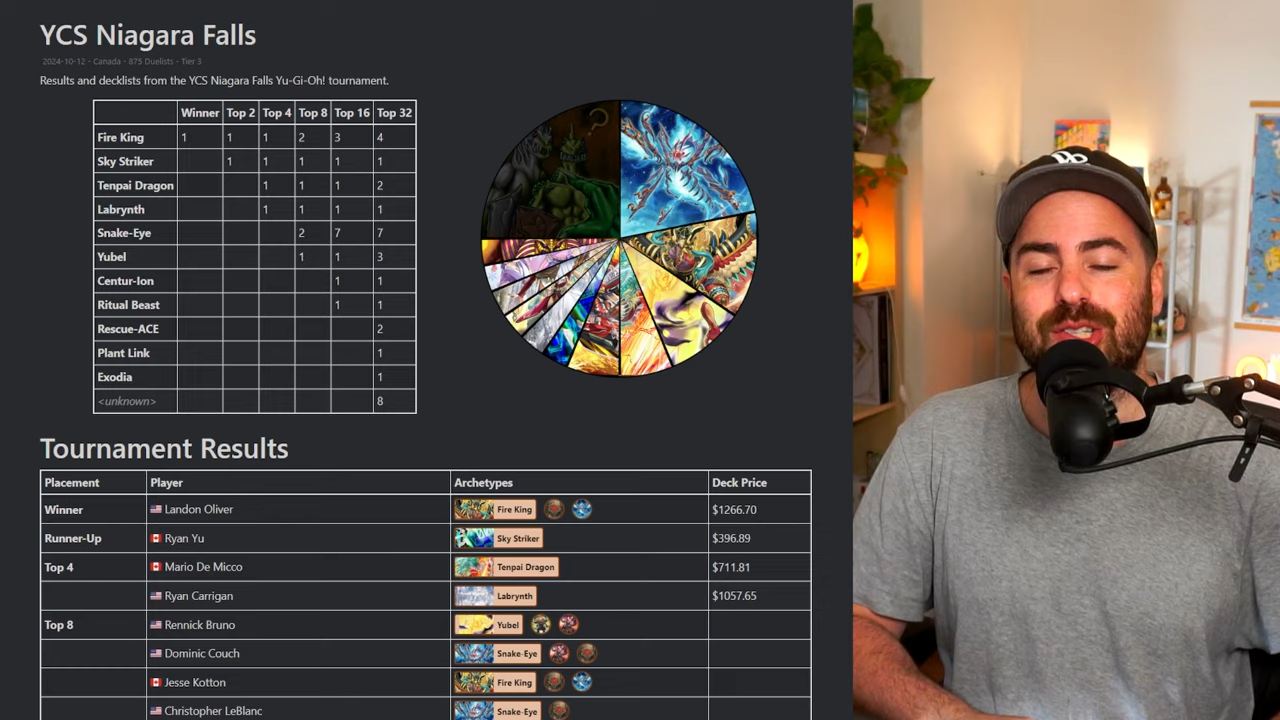 YCS Niagara Falls
2024-10-12 - Canada - 875 Duelists - Tier 3
Results and decklists from the YCS Niagara Falls Yu-Gi-Oh! tournament.
Winner Top 2 Top 4 Top 8 Top 16 Top 32
Fire King 1 1 1 2 3 4
Sky Striker 1 1 1 1 1
Tenpai Dragon 1 1 1 2
Labrynth 1 1 1 1
Snake-Eye 2 7 7
Yubel 1 1 3
Centur-Ion 1 1
Ritual Beast 1 1
Rescue-ACE 2
Plant Link 1
Exodia 1
<unknown> 8
Tournament Results
Placement Player Archetypes Deck Price
Winner Landon Oliver Fire King $1266.70
Runner-Up Ryan Yu Sky Striker $396.89
Top 4 Mario De Micco Tenpai Dragon $711.81
Ryan Carrigan Labrynth $1057.65
Top 8 Rennick Bruno Yubel
Dominic Couch Snake-Eye
Jesse Kotton Fire King
Christopher LeBlanc Snake-Eye